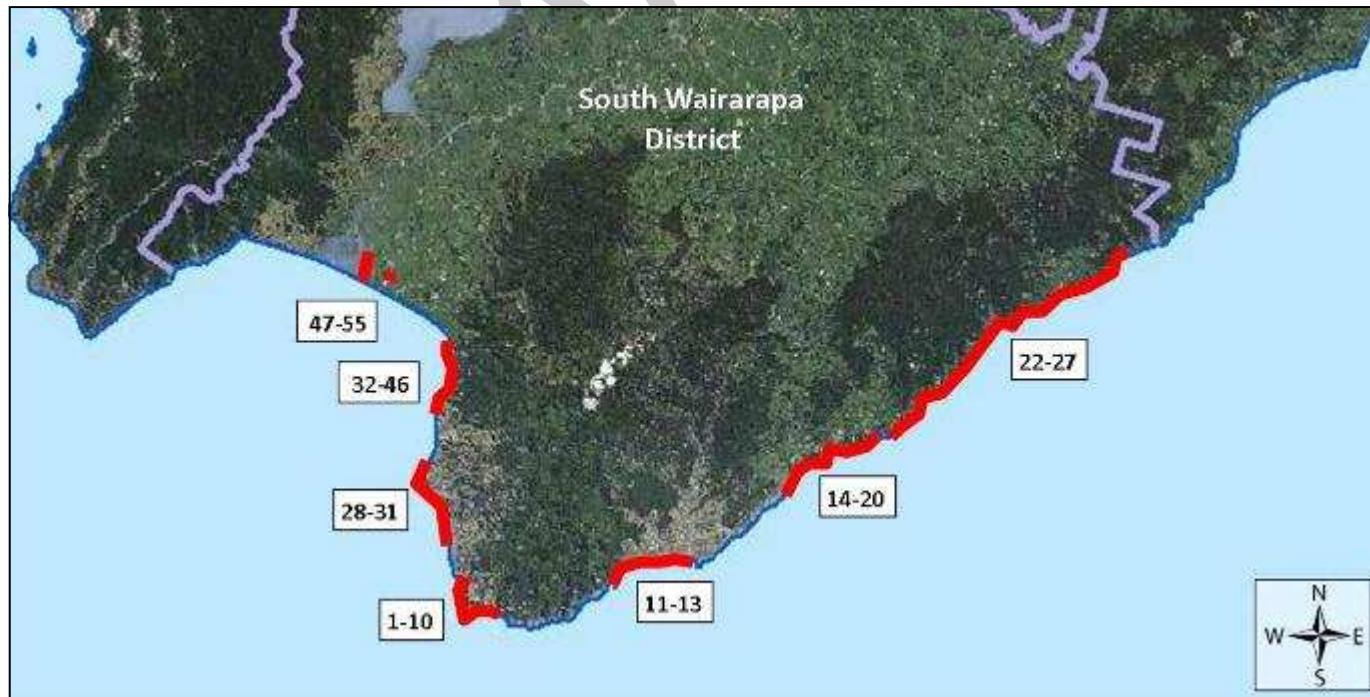 South Wairarapa
District
47-55
32-46
22-27
28-31
14-20
1-10
11-13
N
W E
S